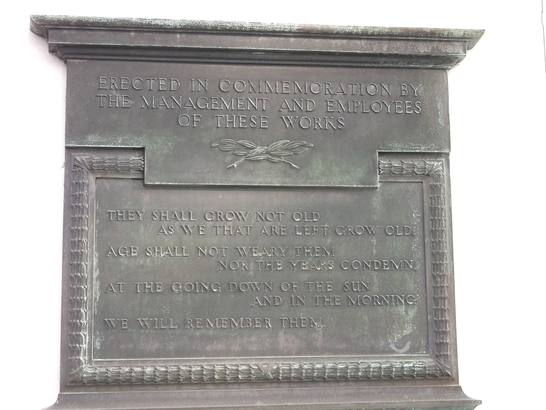 ERECTED IN COMMEMORATION BY
THE MANAGEMENT AND EMPLOYEES
OF THESE WORKS
THEY SHALL GROW NOT OLD
AS WE THAT ARE LEFT GROW OLD
AGE SHALL NOT WEARY THEM
NOR THE YEARS CONDEMN
AT THE GOING DOWN OF THE SUN
AND IN THE MORNING
WE WILL REMEMBER THEM.